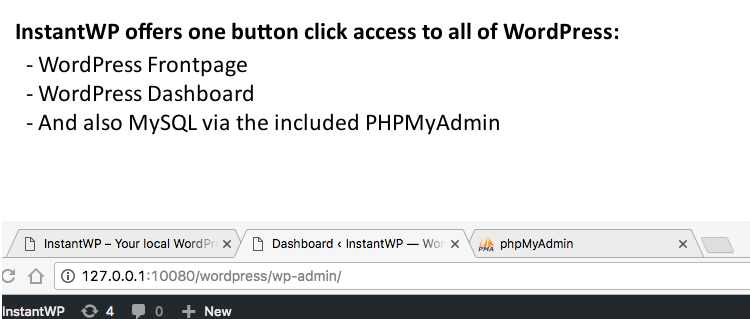 InstantWP offers one button click access to all of WordPress:
- WordPress Frontpage
- WordPress Dashboard
- And also MySQL via the included PHPMyAdmin
InstantWP – Your local WordPr × Dashboard ‹ InstantWP — Wor × PMA phpMyAdmin ×
127.0.0.1:10080/wordpress/wp-admin/
InstantWP 4 0 + New